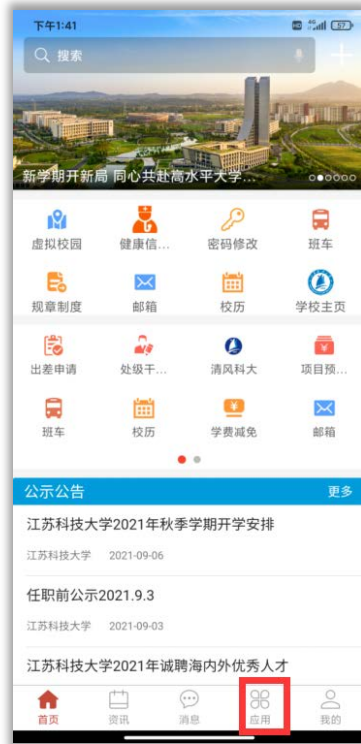 下午1:41
HD 4G 57
搜索
新学期开新局 同心共赴高水平大学...
虚拟校园 健康信... 密码修改 班车
规章制度 邮箱 校历 学校主页
出差申请 处级干... 清风科大 项目预...
班车 校历 学费减免 邮箱
公示公告 更多
江苏科技大学2021年秋季学期开学安排
江苏科技大学 2021-09-06
任职前公示2021.9.3
江苏科技大学 2021-09-03
江苏科技大学2021年诚聘海内外优秀人才
首页 资讯 消息 应用 我的